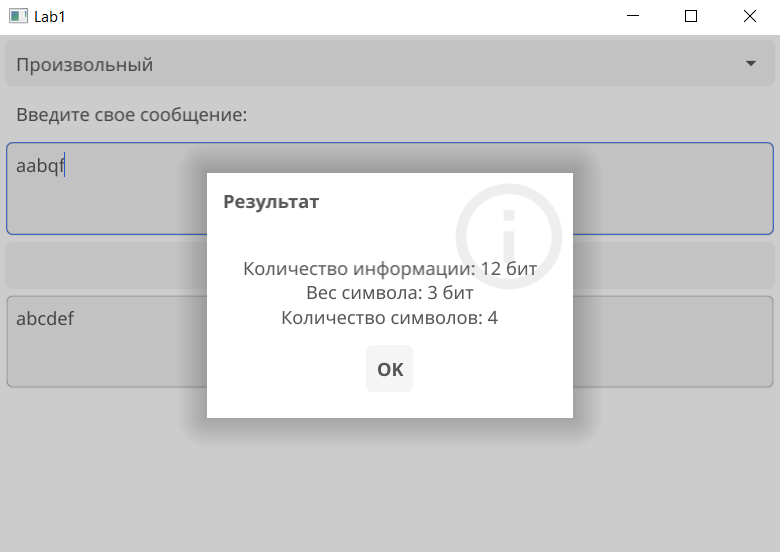 Lab1
Произвольный
Введите свое сообщение:
aabqf
Результат
Количество информации: 12 бит
Вес символа: 3 бит
Количество символов: 4
abcdef
OK